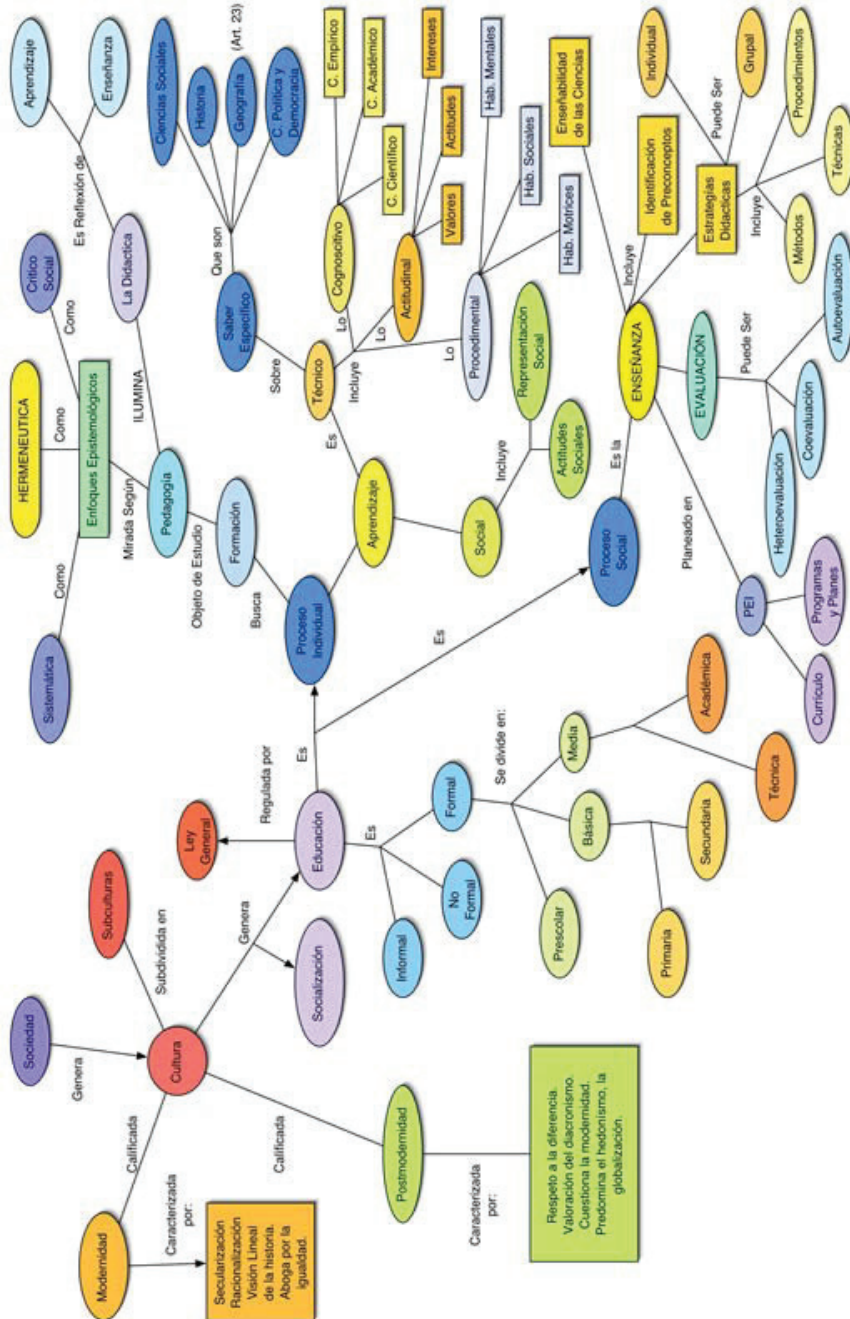 Sociedad
Genera
Modernidad
Calificada
Caracterizada
por:
Secularización
Racionalización
Visión Lineal
de la historia.
Aboga por la
igualdad.
Cultura
Subdividida en
Subculturas
Calificada
Postmodernidad
Caracterizada
por:
Respeto a la diferencia.
Valoración del diacronismo.
Cuestiona la modernidad.
Predomina el hedonismo, la
globalización.
Genera
Socialización
Ley
General
Regulada por
Educación
Es
Informal
No
Formal
Formal
Se divide en:
Prescolar
Básica
Media
Primaria
Secundaria
Técnica
Académica
Es
Es
Sistemática
Como
HERMENEUTICA
Como
Critico
Social
Como
Enfoques Epistemológicos
Mirada Según
Pedagogía
ILUMINA
La Didactica
Es Reflexión de
Aprendizaje
Enseñanza
Objeto de Estudio
Formación
Busca
Proceso
Individual
Aprendizaje
Es
Técnico
Sobre
Saber
Específico
Que son
Ciencias Sociales
Historia
Geografía
(Art. 23)
C. Política y
Democracia
Incluye
Lo
Cognoscitivo
C. Empírico
C. Académico
C. Científico
Lo
Actitudinal
Intereses
Actitudes
Valores
Lo
Procedimental
Hab. Mentales
Hab. Sociales
Hab. Motrices
Social
Incluye
Representación
Social
Actitudes
Sociales
Proceso
Social
Es la
ENSEÑANZA
Incluye
Enseñabilidad
de las Ciencias
Identificación
de Preconceptos
Estrategias
Didacticas
Puede Ser
Individual
Grupal
Incluye
Métodos
Técnicas
Procedimientos
EVALUACIÓN
Puede Ser
Heteroevaluación
Coevaluación
Autoevaluación
Planeado en
PEI
Currículo
Programas
y Planes